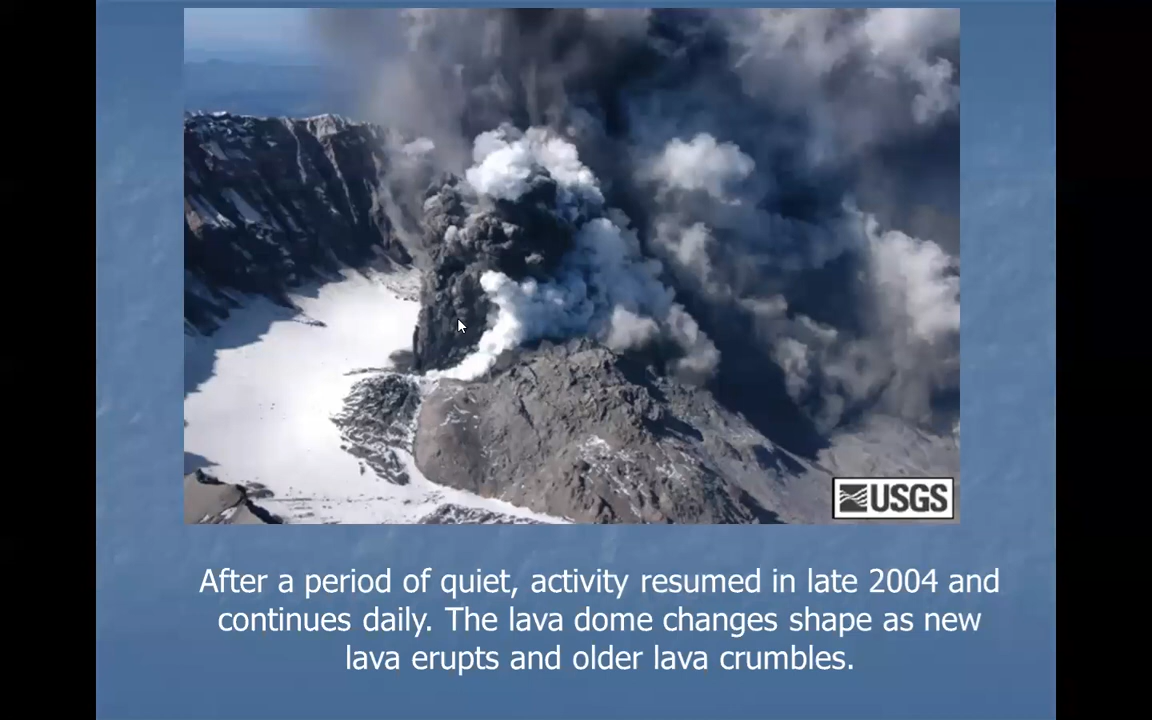 USGS
After a period of quiet, activity resumed in late 2004 and
continues daily. The lava dome changes shape as new
lava erupts and older lava crumbles.